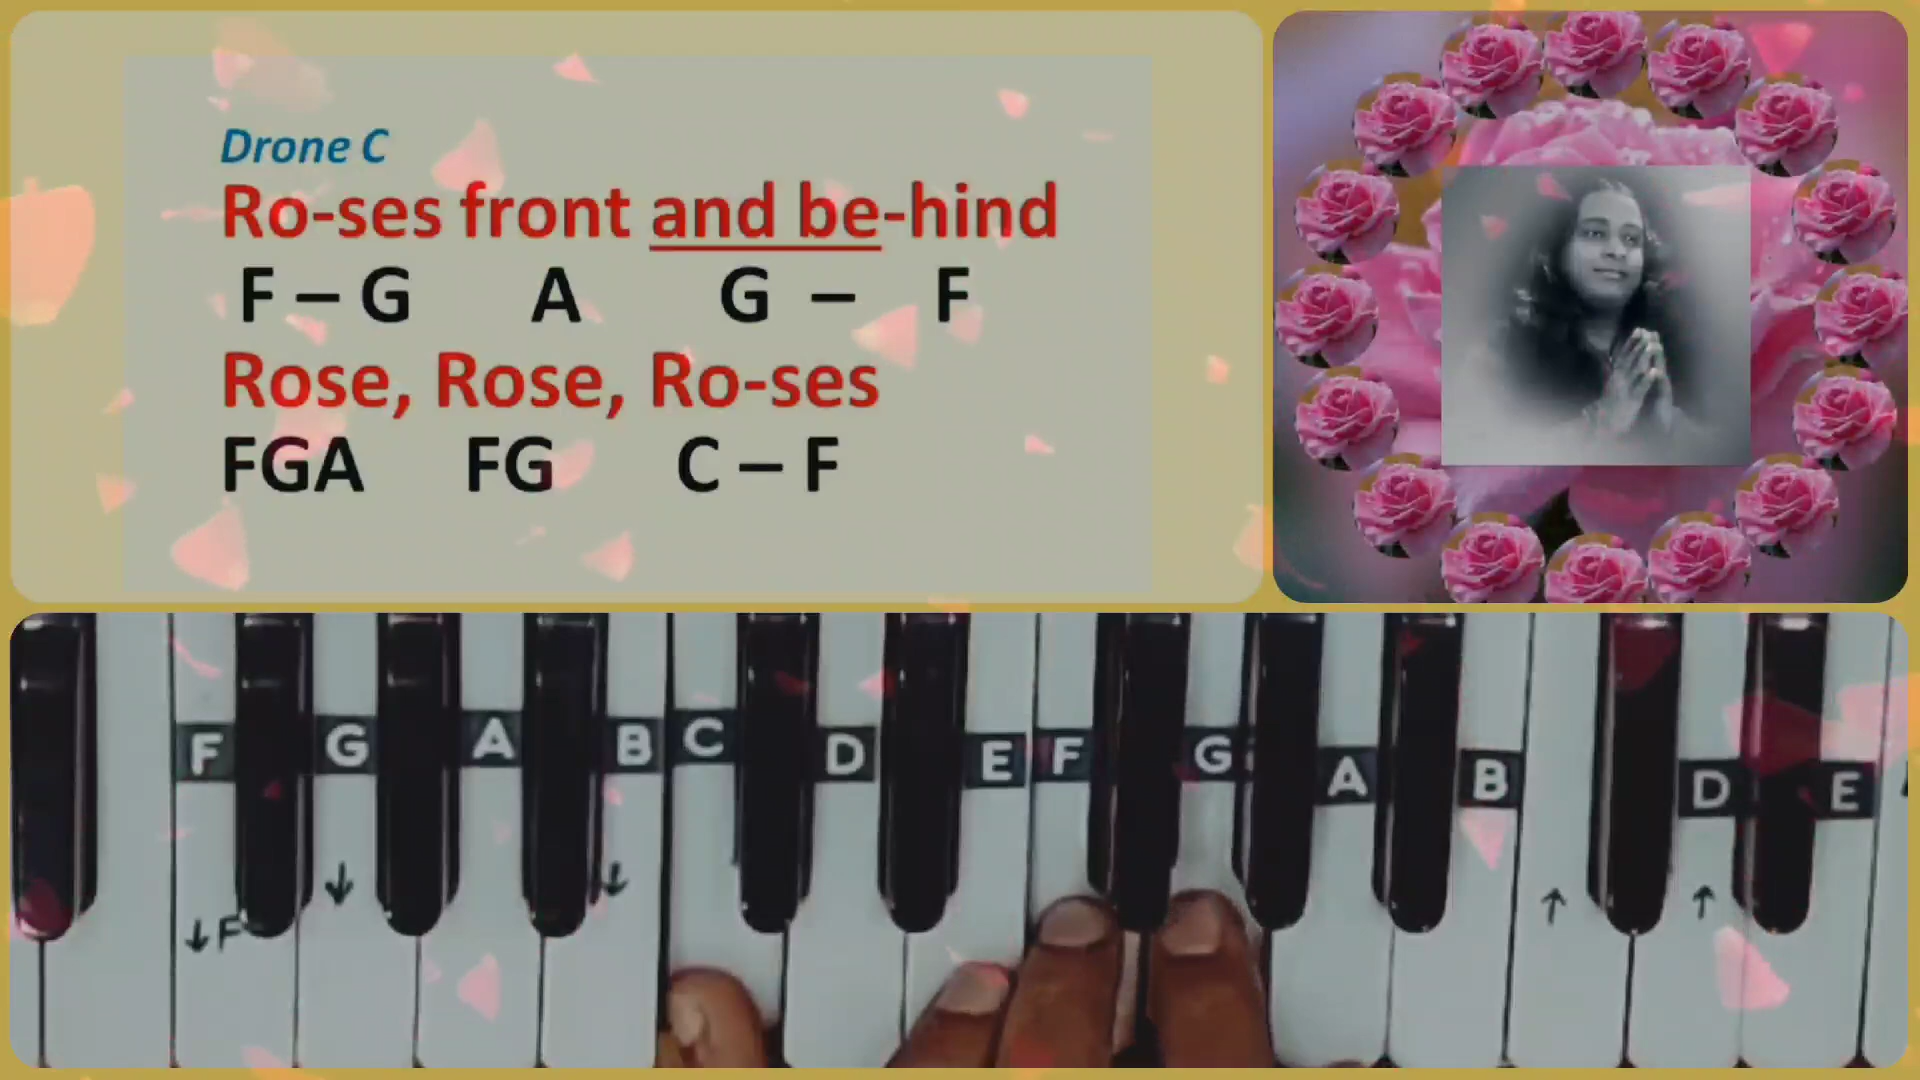 Drone C
Ro-ses front and be-hind
F – G A G – F
Rose, Rose, Ro-ses
FGA FG C – F
F G A B C D E F G A B D E
↓F ↓ ↓ ↑ ↑